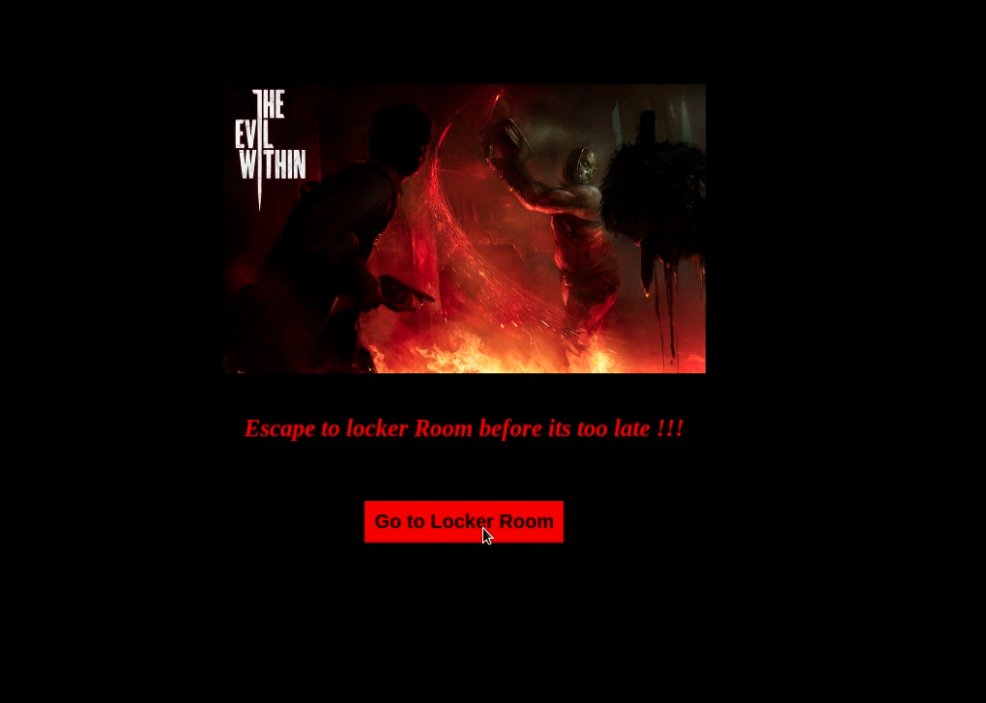 THE
EVIL
WITHIN
Escape to locker Room before its too late !!!
Go to Locker Room